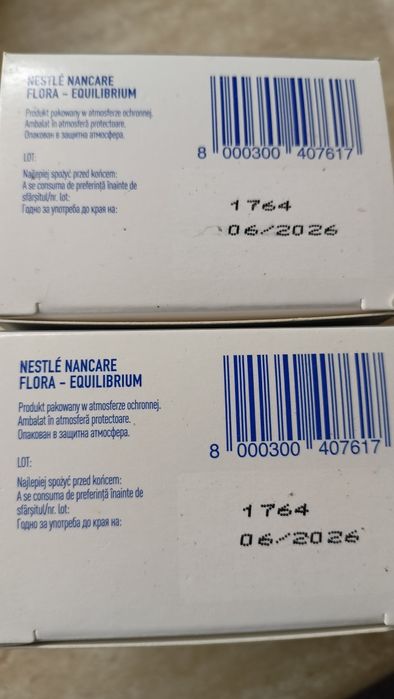 NESTLÉ NANCARE
FLORA – EQUILIBRIUM
Produkt pakowany w atmosferze ochronnej.
Ambalat în atmosferă protectoare.
Опакован в защитна атмосфера.
LOT:
Najlepiej spożyć przed końcem:
A se consuma de preferință înainte de
sfârșitul/nr. lot:
Годно за употреба до края на:
8 000300 407617
1764
06/2026
NESTLÉ NANCARE
FLORA – EQUILIBRIUM
Produkt pakowany w atmosferze ochronnej.
Ambalat în atmosferă protectoare.
Опакован в защитна атмосфера.
LOT:
Najlepiej spożyć przed końcem:
A se consuma de preferință înainte de
sfârșitul/nr. lot:
Годно за употреба до края на:
8 000300 407617
1764
06/2026